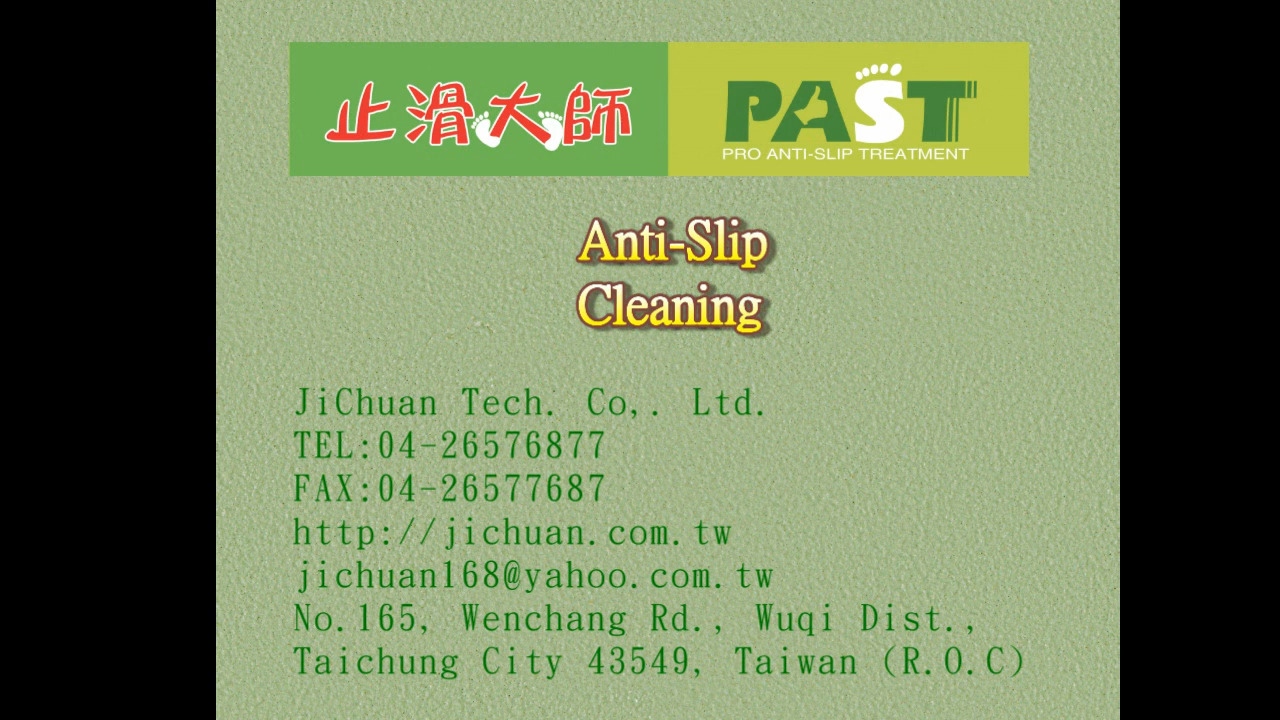 止滑大師
PAST
PRO ANTI-SLIP TREATMENT
Anti-Slip
Cleaning
JiChuan Tech. Co,. Ltd.
TEL:04-26576877
FAX:04-26577687
http://jichuan.com.tw
jichuan168@yahoo.com.tw
No.165, Wenchang Rd., Wuqi Dist.,
Taichung City 43549, Taiwan (R.O.C)